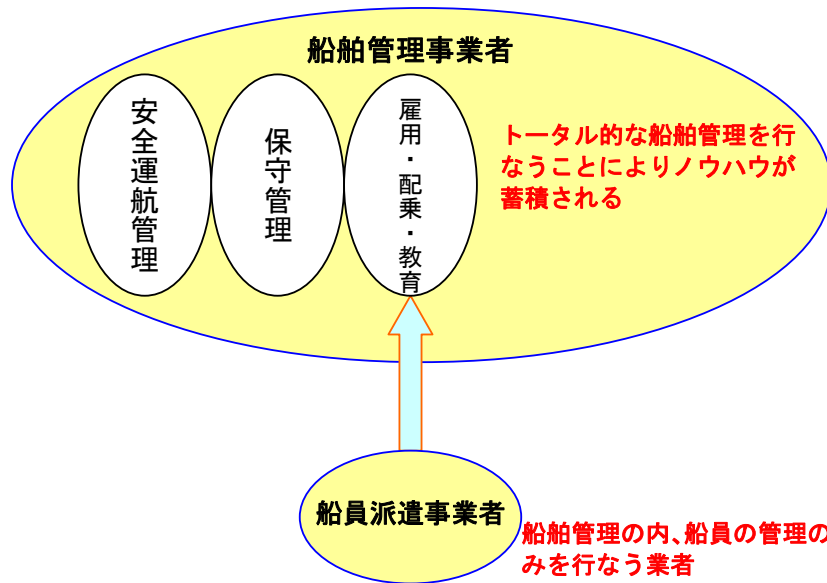 船舶管理事業者
安全運航管理
保守管理
雇用・配乗・教育
トータル的な船舶管理を行
なうことによりノウハウが
蓄積される
船員派遣事業者
船舶管理の内、船員の管理の
みを行なう業者